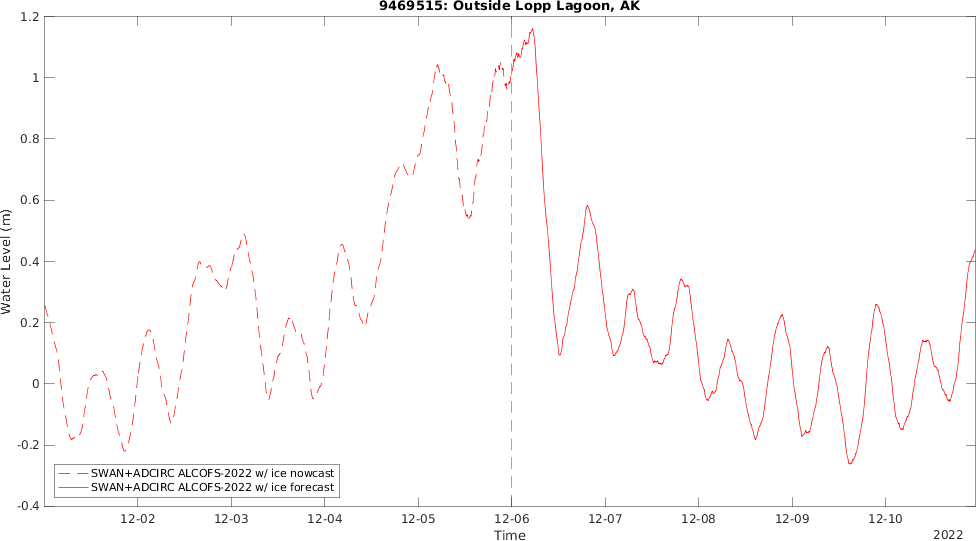 9469515: Outside Lopp Lagoon, AK
1.2
1
0.8
0.6
0.4
0.2
0
-0.2
-0.4
Water Level (m)
SWAN+ADCIRC ALCOFS-2022 w/ ice nowcast
SWAN+ADCIRC ALCOFS-2022 w/ ice forecast
12-02 12-03 12-04 12-05 12-06 12-07 12-08 12-09 12-10
Time
2022